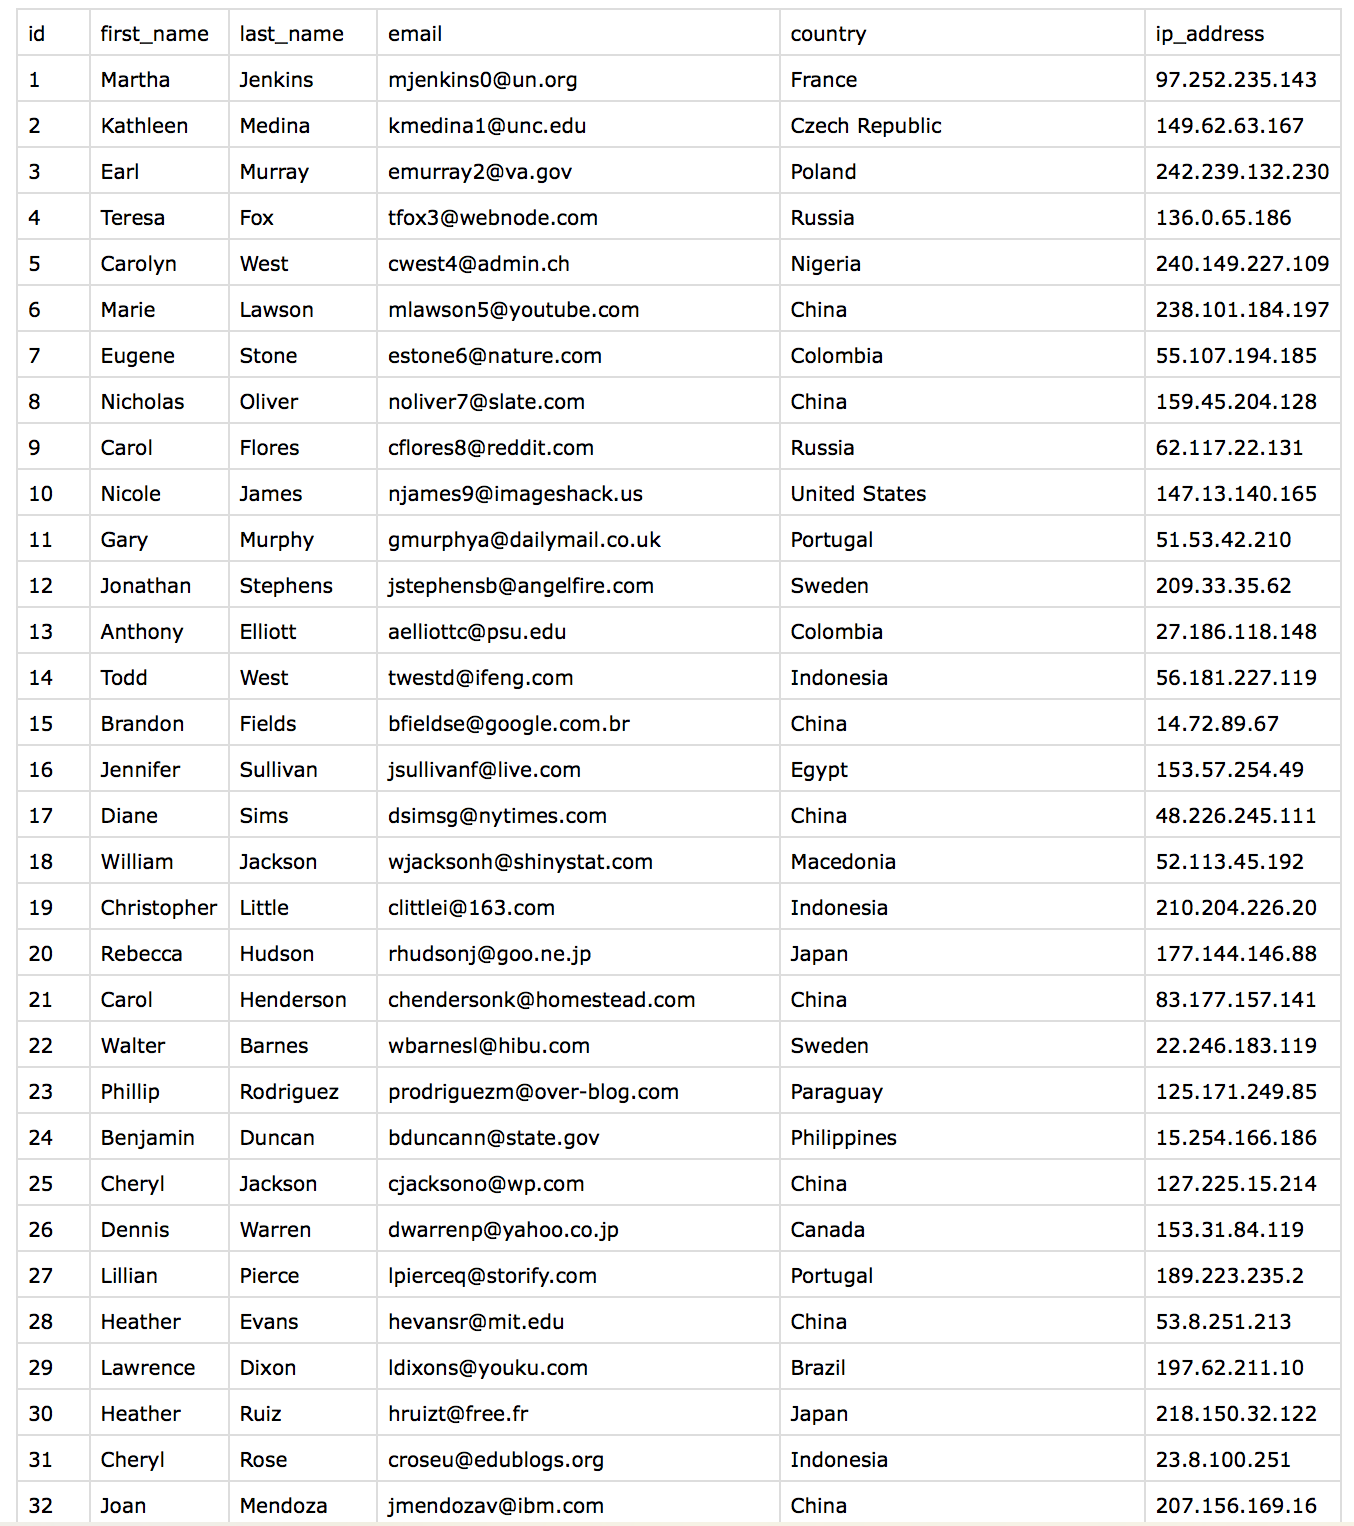 id first_name last_name email country ip_address
1 Martha Jenkins mjenkins0@un.org France 97.252.235.143
2 Kathleen Medina kmedina1@unc.edu Czech Republic 149.62.63.167
3 Earl Murray emurray2@va.gov Poland 242.239.132.230
4 Teresa Fox tfox3@webnode.com Russia 136.0.65.186
5 Carolyn West cwest4@admin.ch Nigeria 240.149.227.109
6 Marie Lawson mlawson5@youtube.com China 238.101.184.197
7 Eugene Stone estone6@nature.com Colombia 55.107.194.185
8 Nicholas Oliver noliver7@slate.com China 159.45.204.128
9 Carol Flores cflores8@reddit.com Russia 62.117.22.131
10 Nicole James njames9@imageshack.us United States 147.13.140.165
11 Gary Murphy gmurphya@dailymail.co.uk Portugal 51.53.42.210
12 Jonathan Stephens jstephensb@angelfire.com Sweden 209.33.35.62
13 Anthony Elliott aelliottc@psu.edu Colombia 27.186.118.148
14 Todd West twestd@ifeng.com Indonesia 56.181.227.119
15 Brandon Fields bfieldse@google.com.br China 14.72.89.67
16 Jennifer Sullivan jsullivanf@live.com Egypt 153.57.254.49
17 Diane Sims dsimsg@nytimes.com China 48.226.245.111
18 William Jackson wjacksonh@shinystat.com Macedonia 52.113.45.192
19 Christopher Little clittlei@163.com Indonesia 210.204.226.20
20 Rebecca Hudson rhudsonj@goo.ne.jp Japan 177.144.146.88
21 Carol Henderson chendersonk@homestead.com China 83.177.157.141
22 Walter Barnes wbarnesl@hibu.com Sweden 22.246.183.119
23 Phillip Rodriguez prodriguezm@over-blog.com Paraguay 125.171.249.85
24 Benjamin Duncan bduncann@state.gov Philippines 15.254.166.186
25 Cheryl Jackson cjacksono@wp.com China 127.225.15.214
26 Dennis Warren dwarrenp@yahoo.co.jp Canada 153.31.84.119
27 Lillian Pierce lpierceq@storify.com Portugal 189.223.235.2
28 Heather Evans hevansr@mit.edu China 53.8.251.213
29 Lawrence Dixon ldixons@youku.com Brazil 197.62.211.10
30 Heather Ruiz hruizt@free.fr Japan 218.150.32.122
31 Cheryl Rose croseu@edublogs.org Indonesia 23.8.100.251
32 Joan Mendoza jmendozav@ibm.com China 207.156.169.16